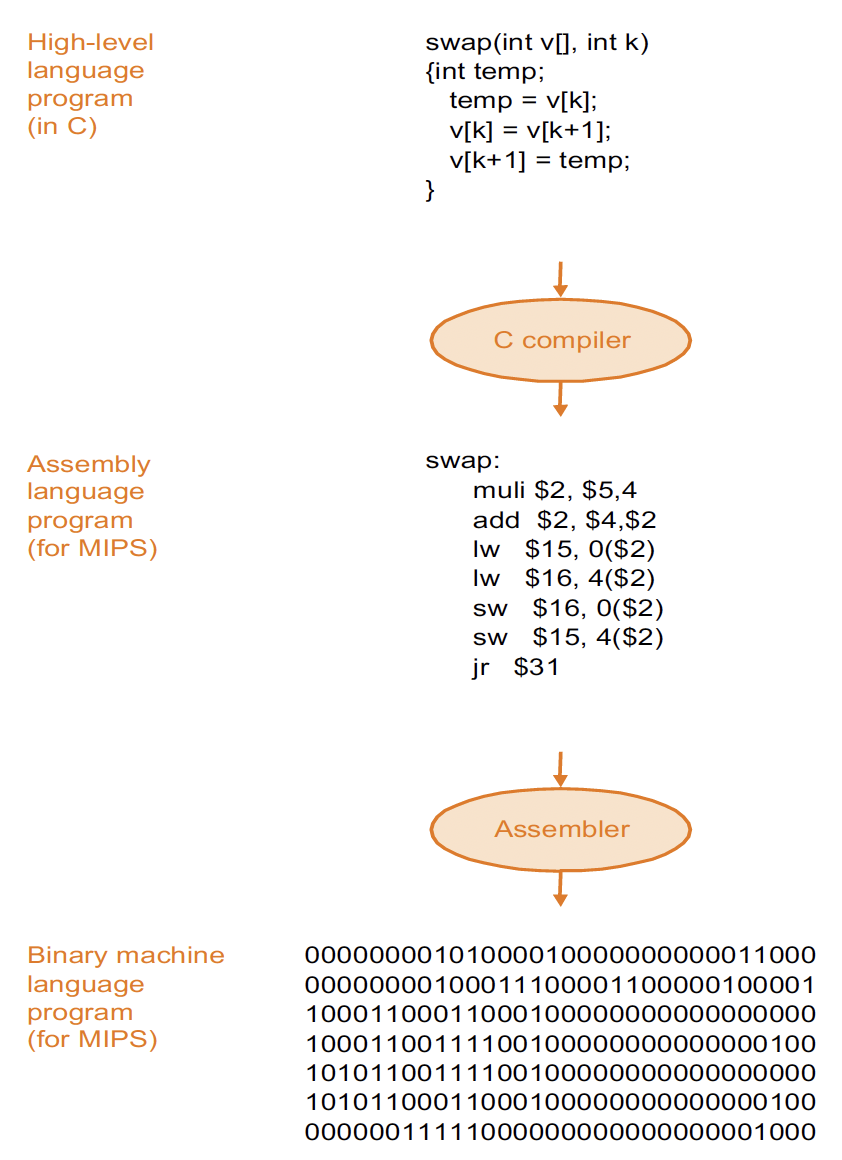 High-level
language
program
(in C)
swap(int v[], int k)
{int temp;
temp = v[k];
v[k] = v[k+1];
v[k+1] = temp;
}
C compiler
Assembly
language
program
(for MIPS)
swap:
muli $2, $5,4
add $2, $4,$2
lw $15, 0($2)
lw $16, 4($2)
sw $16, 0($2)
sw $15, 4($2)
jr $31
Assembler
Binary machine
language
program
(for MIPS)
00000000101000010000000000011000
00000000100011100001100000100001
10001100011000100000000000000000
10001100111100100000000000000100
10101100111100100000000000000000
10101100011000100000000000000100
00000011111000000000000000001000